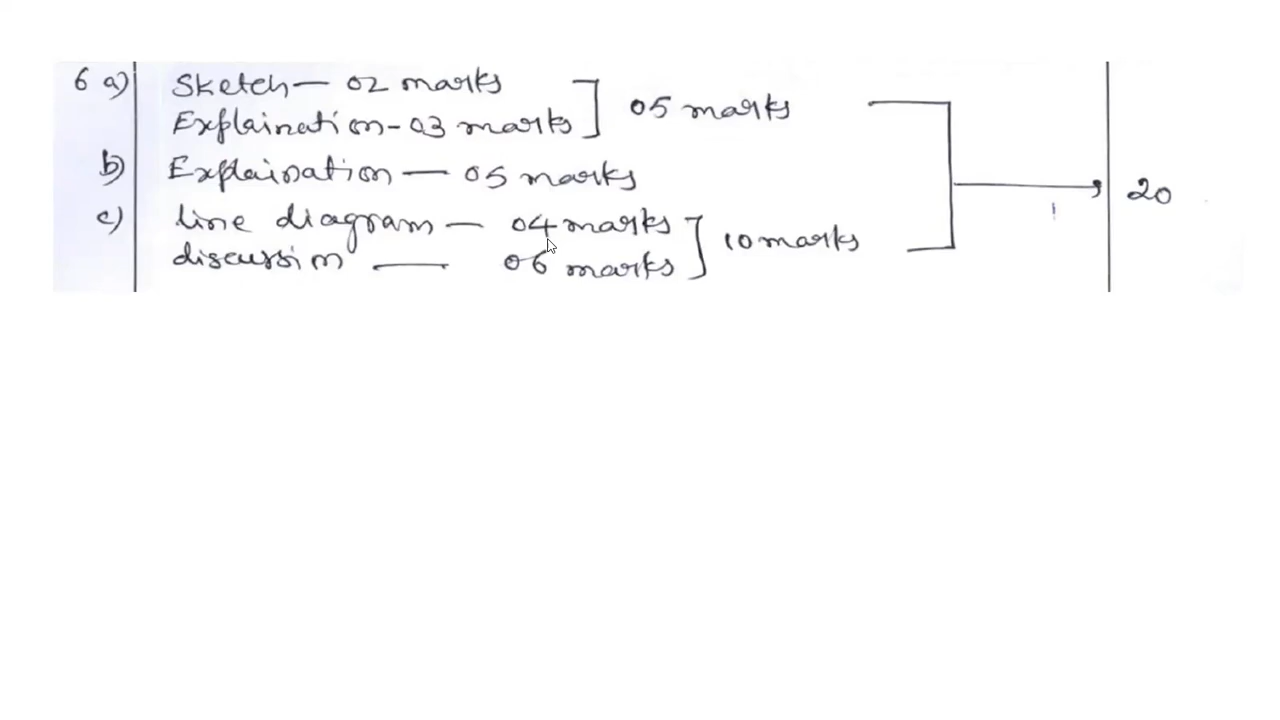 6 a) Sketch — 02 marks
Explaination - 03 marks ] 05 marks
b) Explaination — 05 marks
20
c) line diagram — 04 marks
discussion — 06 marks ] 10 marks